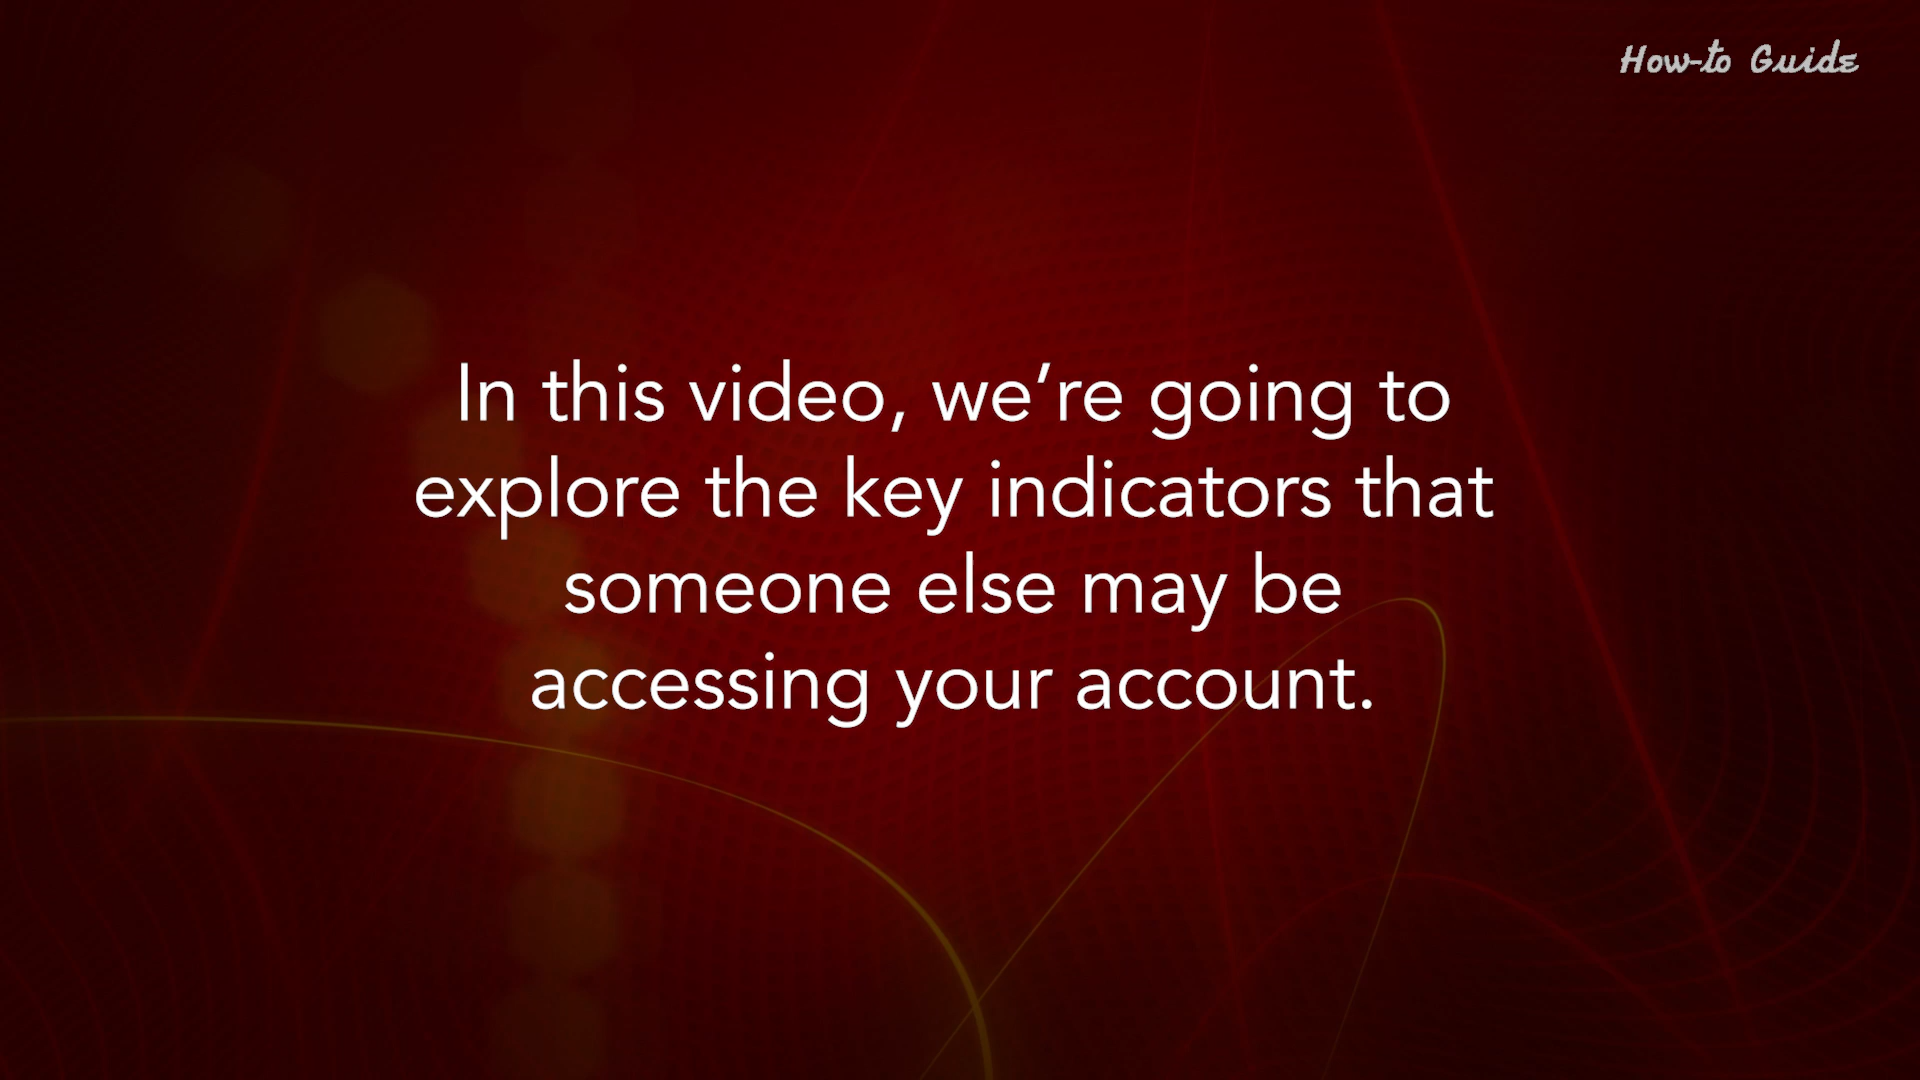 How-to Guide
In this video, we’re going to
explore the key indicators that
someone else may be
accessing your account.